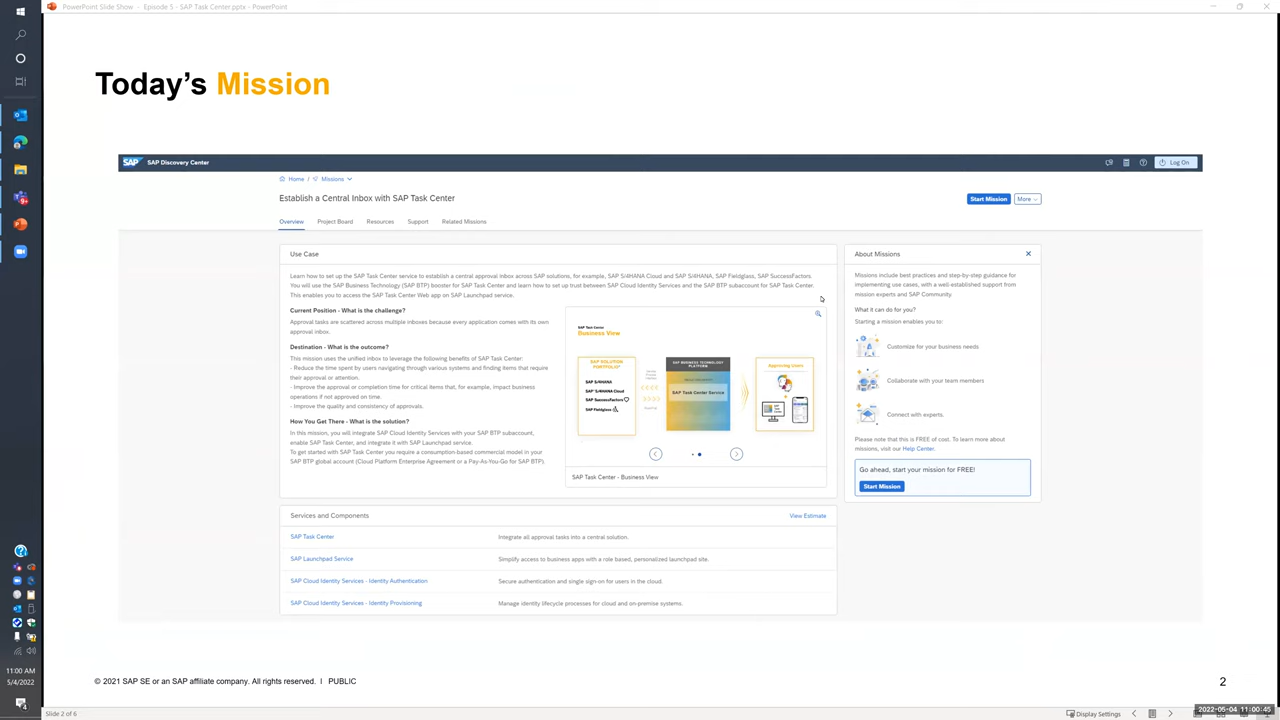 PowerPoint Slide Show - Episode 5 - SAP Task Center.pptx - PowerPoint
Today's Mission
SAP SAP Discovery Center
Log On
Home / Missions
Establish a Central Inbox with SAP Task Center
Start Mission More
Overview Project Board Resources Support Related Missions
Use Case
Learn how to set up the SAP Task Center service to establish a central approval inbox across SAP solutions, for example, SAP S/4HANA Cloud and SAP S/4HANA, SAP Fieldglass, SAP SuccessFactors.
You will use the SAP Business Technology (SAP BTP) booster for SAP Task Center and learn how to set up trust between SAP Cloud Identity Services and the SAP BTP subaccount for SAP Task Center.
This enables you to access the SAP Task Center Web app on SAP Launchpad service.
Current Position - What is the challenge?
Approval tasks are scattered across multiple inboxes because every application comes with its own
approval inbox.
Destination - What is the outcome?
This mission uses the unified inbox to leverage the following benefits of SAP Task Center:
- Reduce the time spent by users navigating through various systems and finding items that require
their approval or attention.
- Improve the approval or completion time for critical items that, for example, impact business
operations if not approved on time.
- Improve the quality and consistency of approvals.
How You Get There - What is the solution?
In this mission, you will integrate SAP Cloud Identity Services with your SAP BTP subaccount,
enable SAP Task Center, and integrate it with SAP Launchpad service.
To get started with SAP Task Center you require a consumption-based commercial model in your
SAP BTP global account (Cloud Platform Enterprise Agreement or a Pay-As-You-Go for SAP BTP).
SAP Task Center
Business View
SAP SOLUTION
PORTFOLIO*
SAP S/4HANA
SAP S/4HANA Cloud
SAP SuccessFactors
SAP Fieldglass
SAP BUSINESS TECHNOLOGY
PLATFORM
SAP Task Center Service
Approving Users
SAP Task Center - Business View
About Missions
Missions include best practices and step-by-step guidance for
implementing use cases, with a well-established support from
mission experts and SAP Community.
What it can do for you?
Starting a mission enables you to:
Customize for your business needs
Collaborate with your team members
Connect with experts.
Please note that this is FREE of cost. To learn more about
missions, visit our Help Center.
Go ahead, start your mission for FREE!
Start Mission
Services and Components View Estimate
SAP Task Center Integrate all approval tasks into a central solution.
SAP Launchpad Service Simplify access to business apps with a role based, personalized launchpad site.
SAP Cloud Identity Services - Identity Authentication Secure authentication and single sign-on for users in the cloud.
SAP Cloud Identity Services - Identity Provisioning Manage identity lifecycle processes for cloud and on-premise systems.
11:00 AM
5/4/2022
© 2021 SAP SE or an SAP affiliate company. All rights reserved. | PUBLIC
2
Slide 2 of 6
Display Settings
2022-05-04 11:00:45